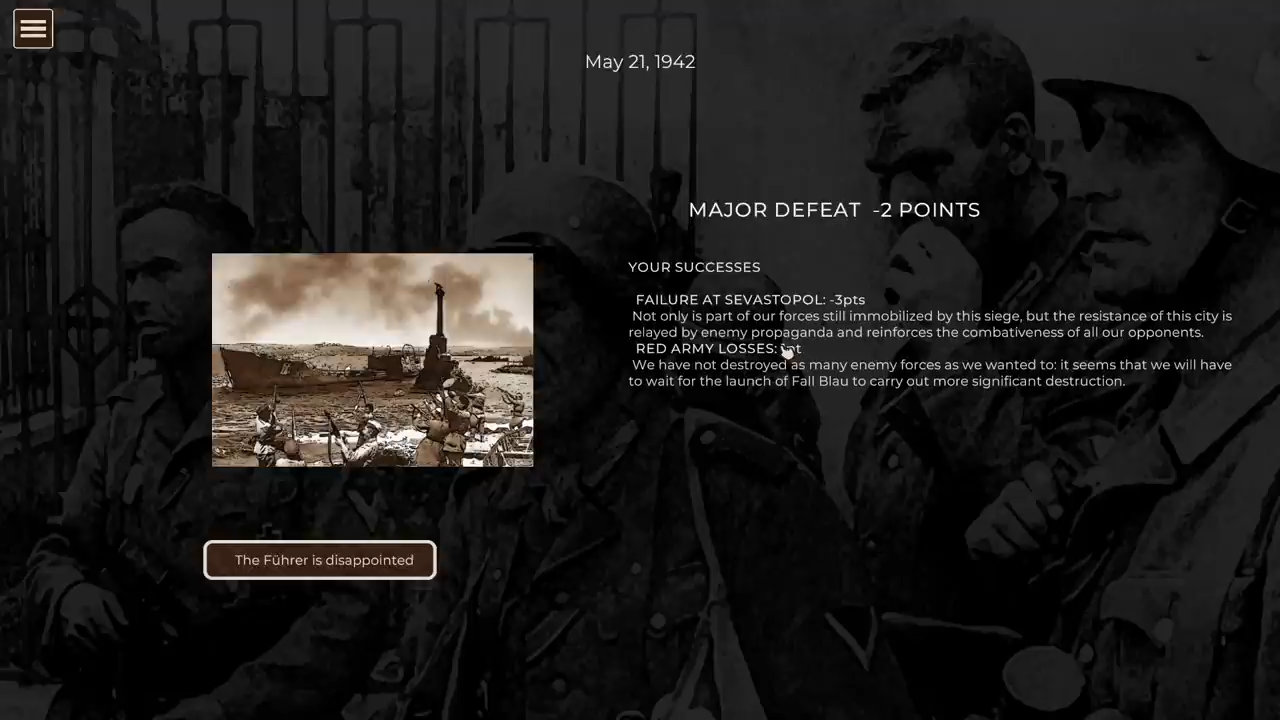 May 21, 1942
MAJOR DEFEAT -2 POINTS
YOUR SUCCESSES
FAILURE AT SEVASTOPOL: -3pts
Not only is part of our forces still immobilized by this siege, but the resistance of this city is
relayed by enemy propaganda and reinforces the combativeness of all our opponents.
RED ARMY LOSSES:
We have not destroyed as many enemy forces as we wanted to: it seems that we will have
to wait for the launch of Fall Blau to carry out more significant destruction.
The Führer is disappointed